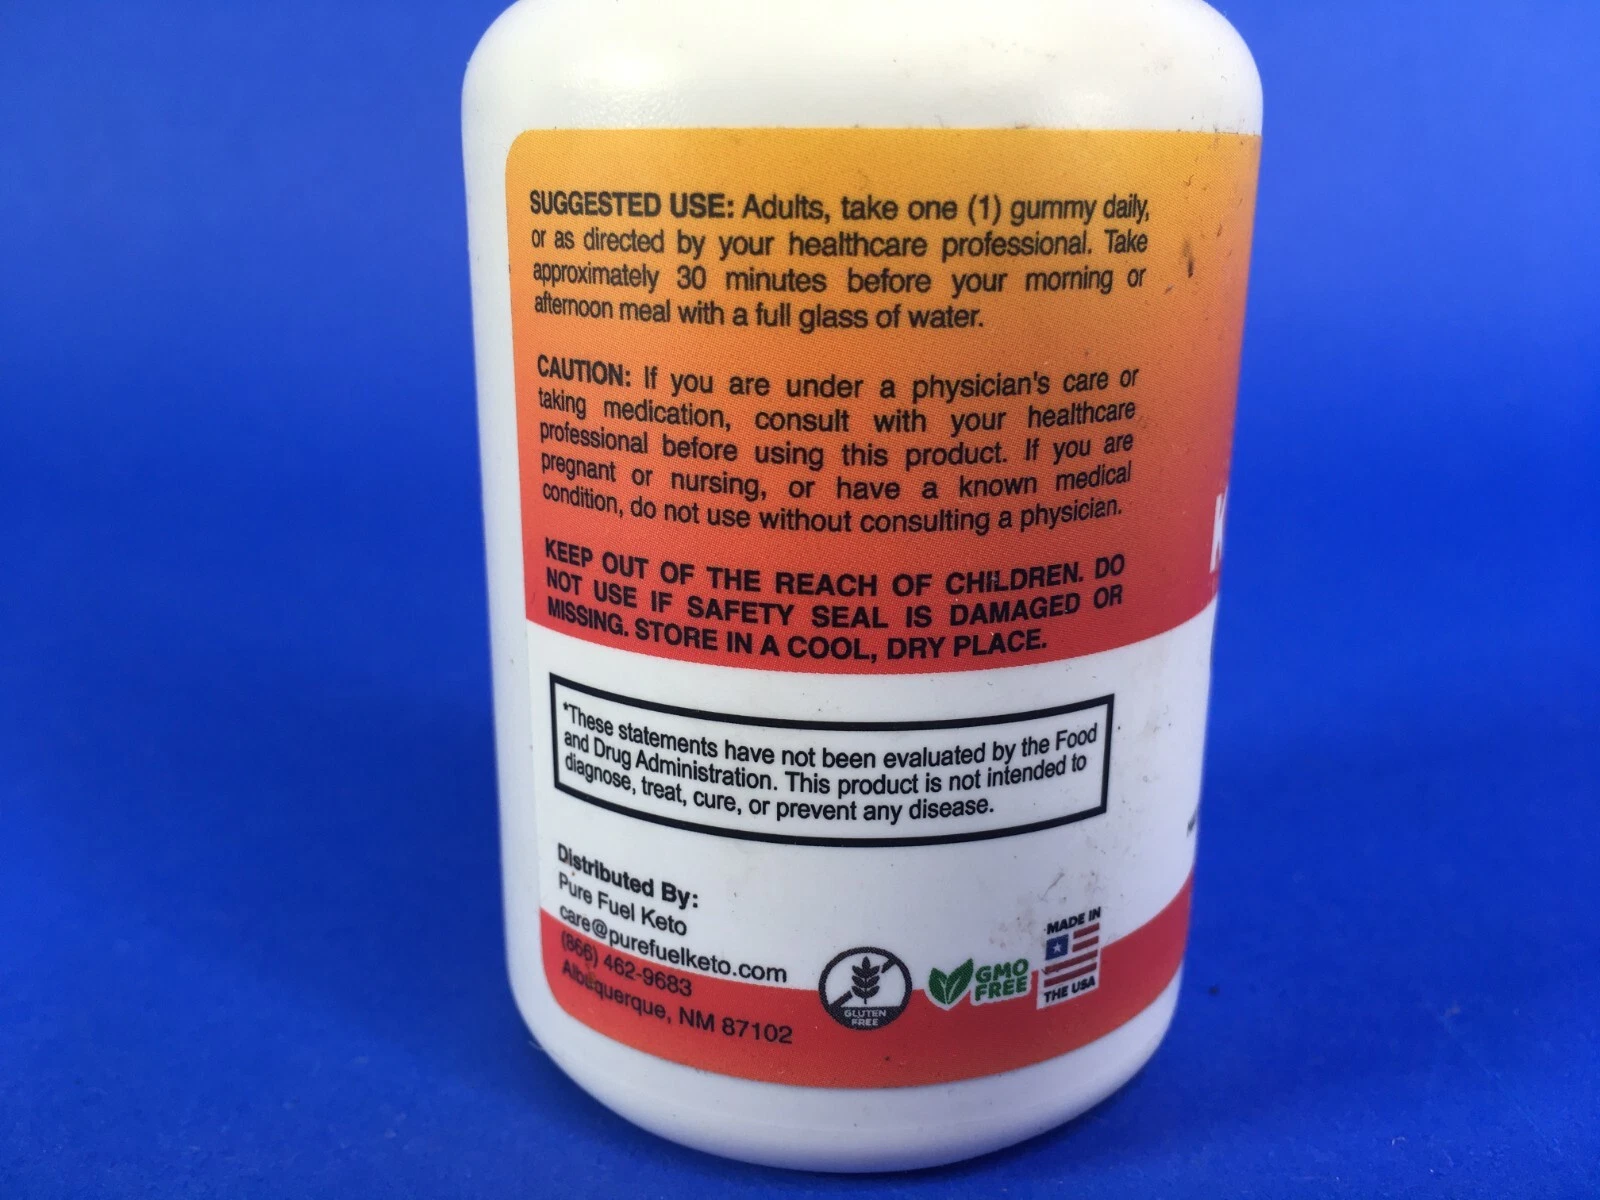 SUGGESTED USE: Adults, take one (1) gummy daily,
or as directed by your healthcare professional. Take
approximately 30 minutes before your morning or
afternoon meal with a full glass of water.
CAUTION: If you are under a physician's care or
taking medication, consult with your healthcare
professional before using this product. If you are
pregnant or nursing, or have a known medical
condition, do not use without consulting a physician.
KEEP OUT OF THE REACH OF CHILDREN. DO
NOT USE IF SAFETY SEAL IS DAMAGED OR
MISSING. STORE IN A COOL, DRY PLACE.
*These statements have not been evaluated by the Food
and Drug Administration. This product is not intended to
diagnose, treat, cure, or prevent any disease.
Distributed By:
Pure Fuel Keto
care@purefuelketo.com
(866) 462-9683
Albuquerque, NM 87102
GLUTEN
FREE
GMO
FREE
MADE IN
THE USA
K